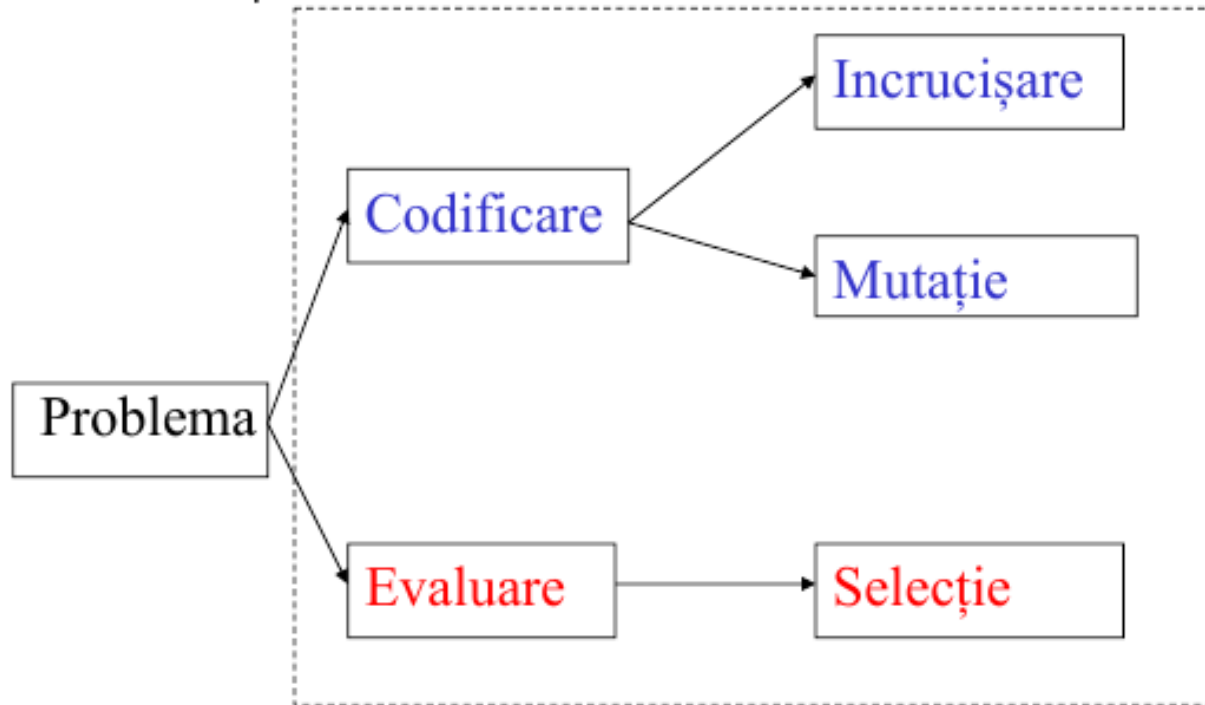 Incrucișare
Codificare
Mutație
Problema
Evaluare
Selecție